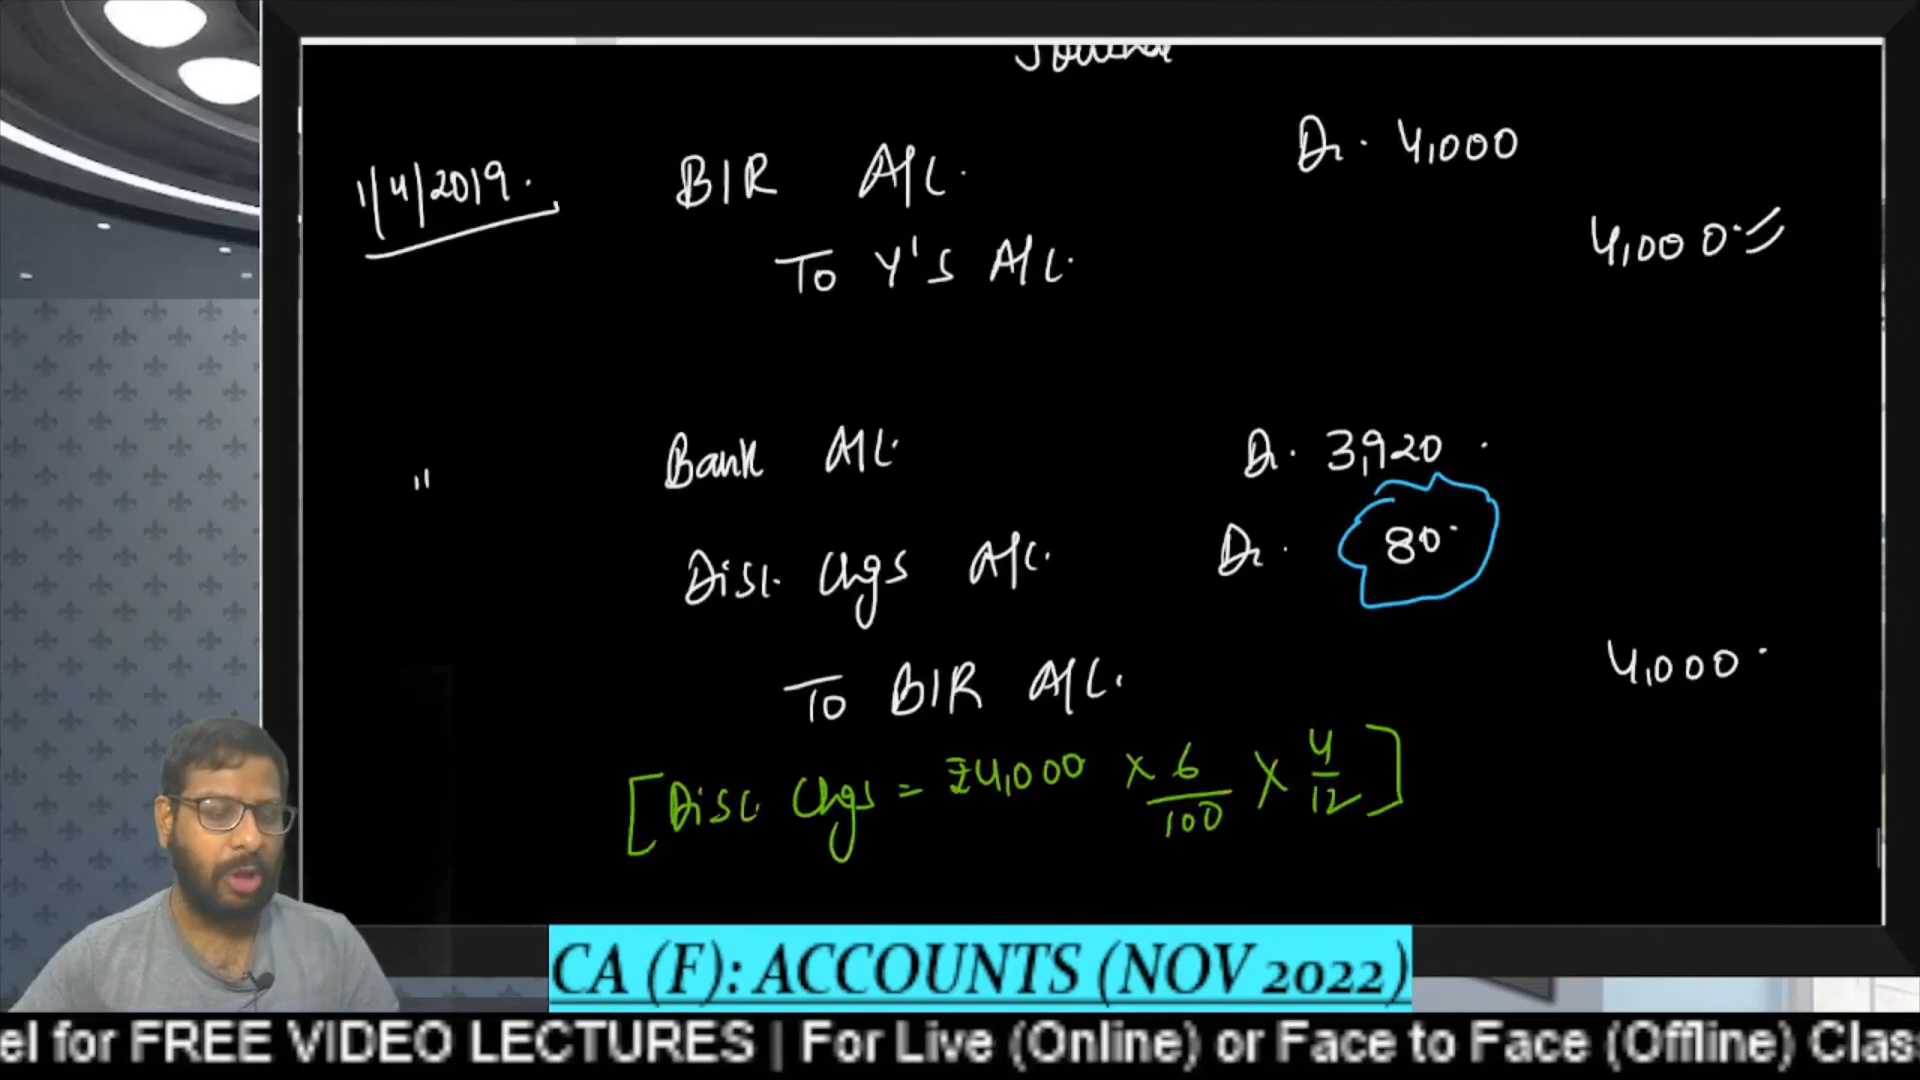 Journal
1/4/2019. B/R A/c. Dr. 4,000
To Y's A/c. 4,000
" Bank A/c. Dr. 3,920
Disc. Chgs A/c. Dr. 80
To B/R A/c. 4,000
[Disc. Chgs = ₹4,000 × 6/100 × 4/12]
CA (F): ACCOUNTS (NOV 2022)
el for FREE VIDEO LECTURES | For Live (Online) or Face to Face (Offline) Clas